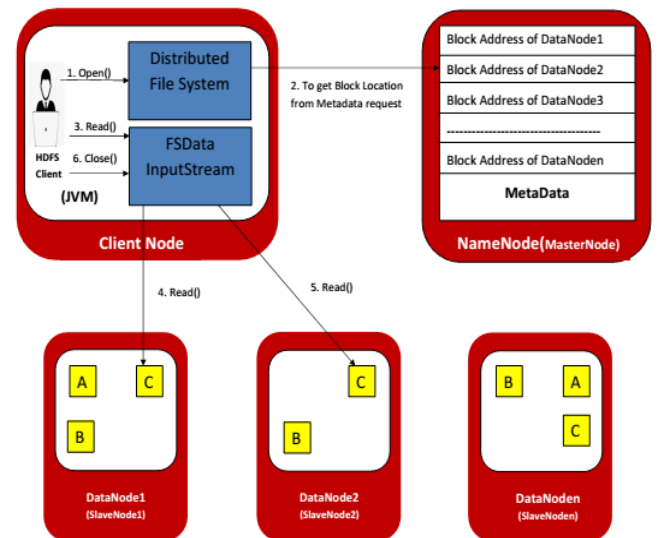 1. Open()
3. Read()
HDFS
6. Close()
Client
(JVM)
Distributed
File System
FSData
InputStream
Client Node
2. To get Block Location
from Metadata request
Block Address of DataNode1
Block Address of DataNode2
Block Address of DataNode3
--------------------------------------
Block Address of DataNoden
MetaData
NameNode(MasterNode)
4. Read()
5. Read()
A
C
B
DataNode1
(SlaveNode1)
C
B
DataNode2
(SlaveNode2)
B
A
C
DataNoden
(SlaveNoden)